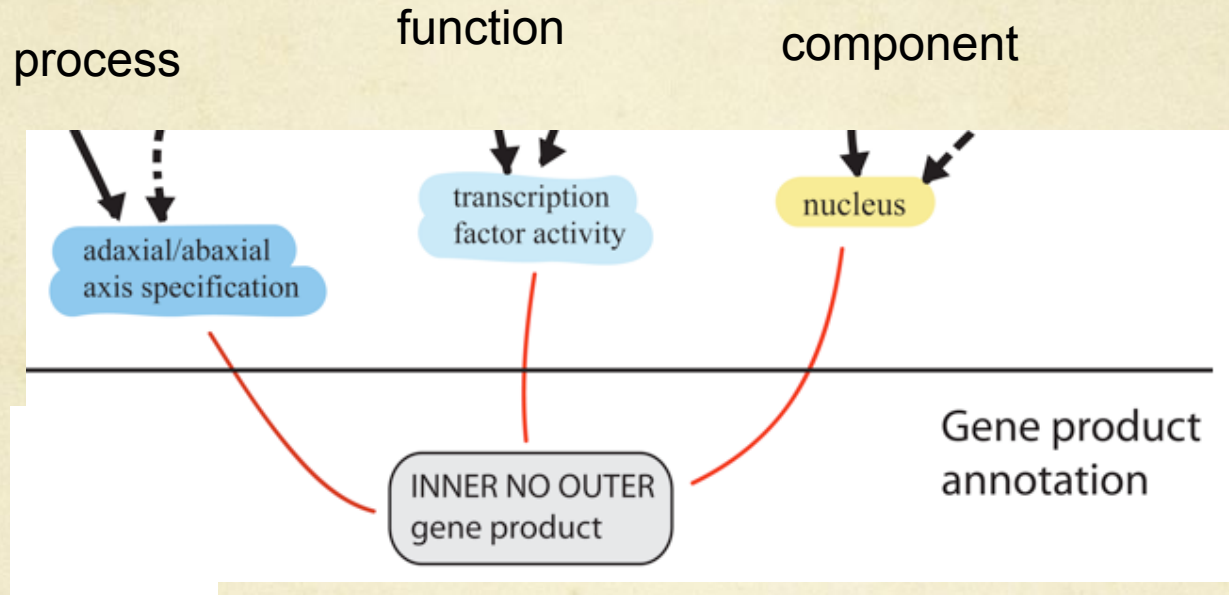 process
function
component
adaxial/abaxial
axis specification
transcription
factor activity
nucleus
Gene product
annotation
INNER NO OUTER
gene product